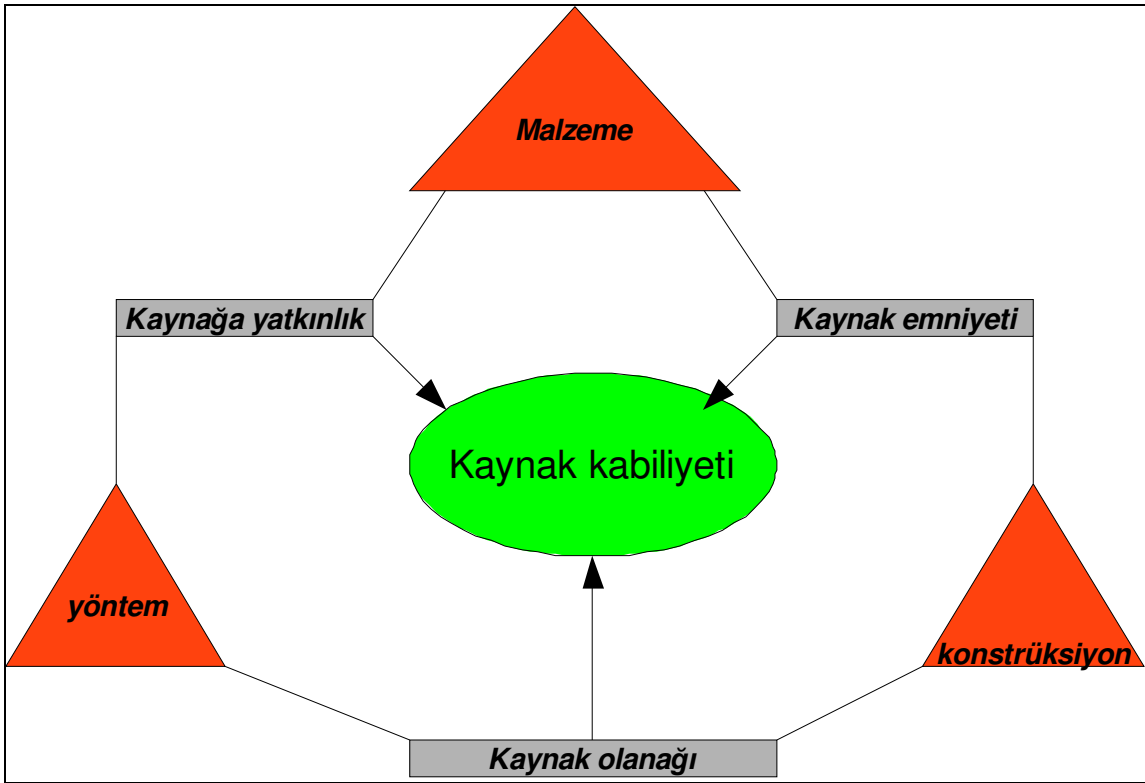 Malzeme
Kaynağa yatkınlık
Kaynak emniyeti
Kaynak kabiliyeti
yöntem
konstrüksiyon
Kaynak olanağı